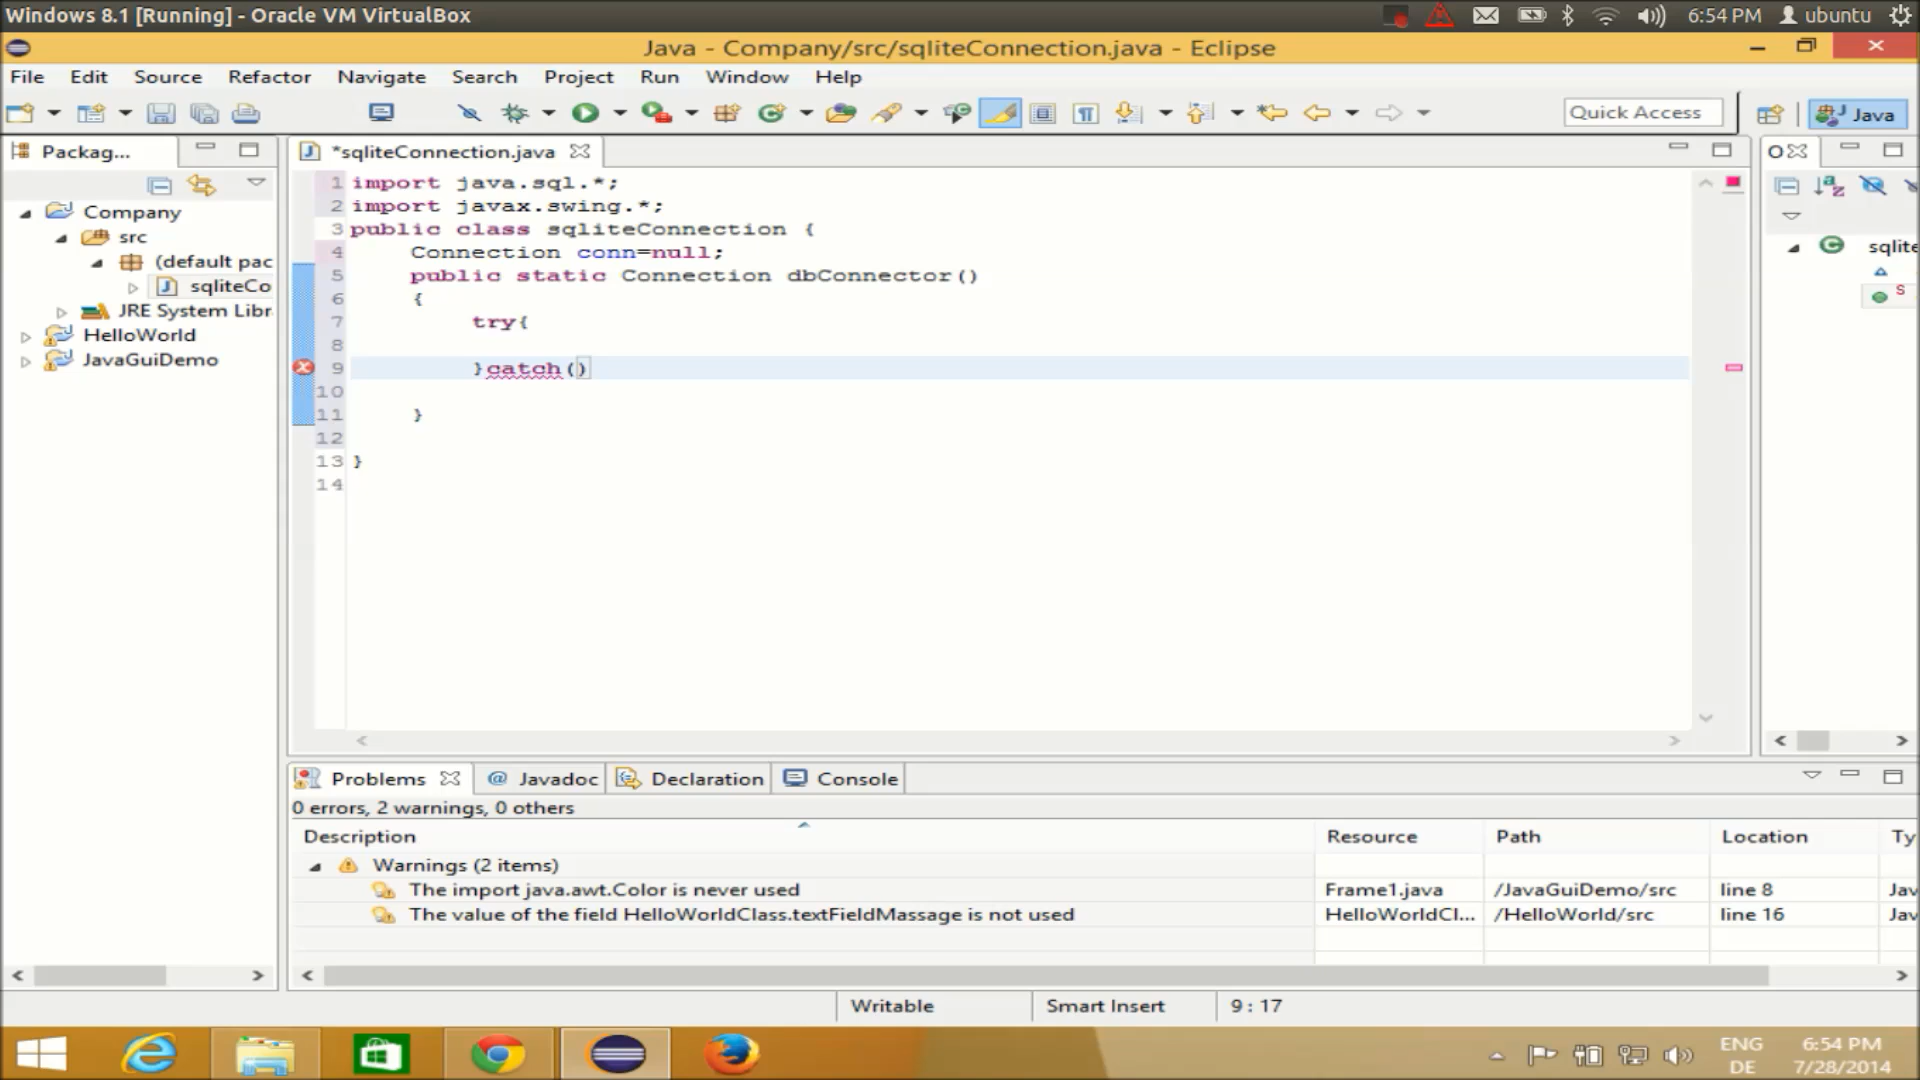 Windows 8.1 [Running] - Oracle VM VirtualBox
6:54 PM
ubuntu
Java - Company/src/sqliteConnection.java - Eclipse
File Edit Source Refactor Navigate Search Project Run Window Help
Quick Access
Java
Packag...
*sqliteConnection.java
Company
src
(default pac
sqliteCo
JRE System Libr
HelloWorld
JavaGuiDemo
1 import java.sql.*;
2 import javax.swing.*;
3 public class sqliteConnection {
4 Connection conn=null;
5 public static Connection dbConnector()
6 {
7 try{
8
9 }catch()
10
11 }
12
13 }
14
sqlite
S
Problems
@ Javadoc
Declaration
Console
0 errors, 2 warnings, 0 others
Description Resource Path Location Ty
Warnings (2 items)
The import java.awt.Color is never used Frame1.java /JavaGuiDemo/src line 8 Jav
The value of the field HelloWorldClass.textFieldMassage is not used HelloWorldCl... /HelloWorld/src line 16 Jav
Writable Smart Insert 9 : 17
ENG 6:54 PM
DE 7/28/2014